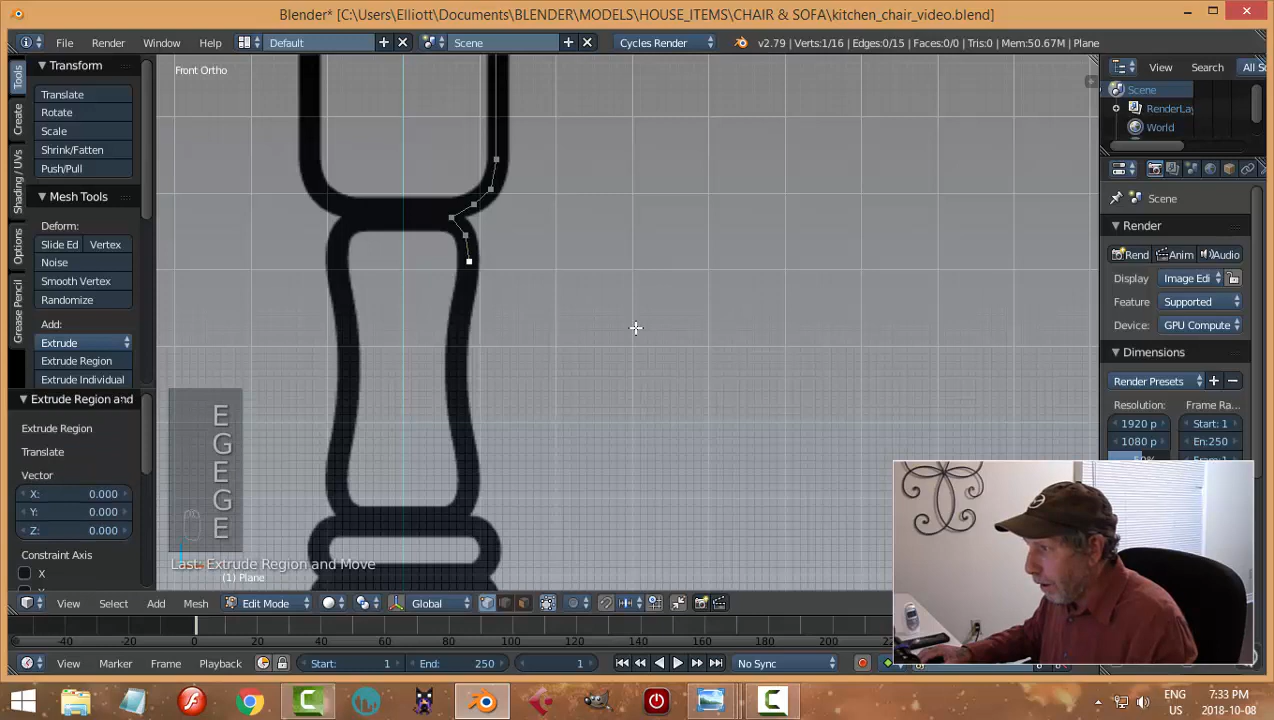 Blender* [C:\Users\Elliott\Documents\BLENDER\MODELS\HOUSE_ITEMS\CHAIR & SOFA\kitchen_chair_video.blend]
File Render Window Help Default Scene Cycles Render v2.79 | Verts:1/16 | Edges:0/15 | Faces:0/0 | Tris:0 | Mem:50.67M | Plane
View Search All S
Transform
Translate
Rotate
Scale
Shrink/Fatten
Push/Pull
Mesh Tools
Deform:
Slide Ed Vertex
Noise
Smooth Vertex
Randomize
Add:
Extrude
Extrude Region
Extrude Individual
Tools
Create
Shading / UVs
Options
Grease Pencil
Extrude Region and
Extrude Region
Translate
Vector
X: 0.000
Y: 0.000
Z: 0.000
Constraint Axis
X
Front Ortho
E
G
E
G
E
Last: Extrude Region and Move
(1) Plane
Scene
RenderLay
World
Scene
Render
Rend Anim Audio
Display Image Edi
Feature Supported
Device: GPU Compute
Dimensions
Render Presets
Resolution: Frame Ra...
1920 p Start: 1
1080 p En:250
View Select Add Mesh Edit Mode Global
-40 -20 0 20 40 60 80 100 120 140 160 180 200
View Marker Frame Playback Start: 1 End: 250 1 No Sync
ENG 7:33 PM
US 2018-10-08